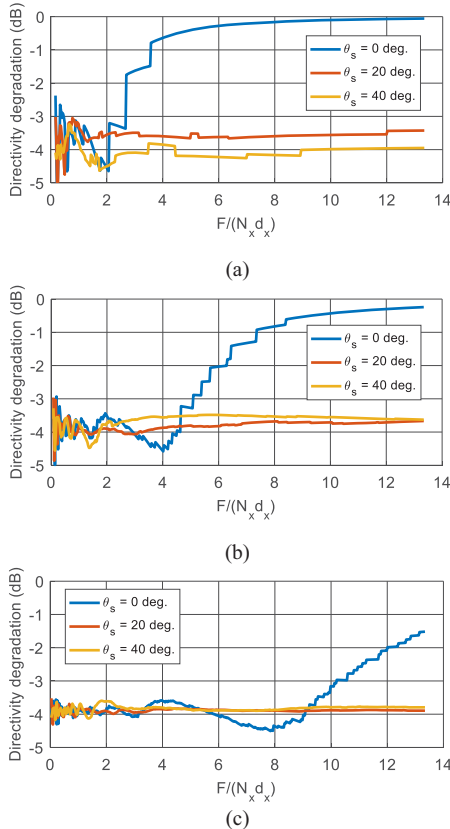 0
-1
-2
-3
-4
-5
Directivity degradation (dB)
θs = 0 deg.
θs = 20 deg.
θs = 40 deg.
0 2 4 6 8 10 12 14
F/(Nxdx)
(a)
0
-1
-2
-3
-4
-5
Directivity degradation (dB)
θs = 0 deg.
θs = 20 deg.
θs = 40 deg.
0 2 4 6 8 10 12 14
F/(Nxdx)
(b)
0
-1
-2
-3
-4
-5
Directivity degradation (dB)
θs = 0 deg.
θs = 20 deg.
θs = 40 deg.
0 2 4 6 8 10 12 14
F/(Nxdx)
(c)